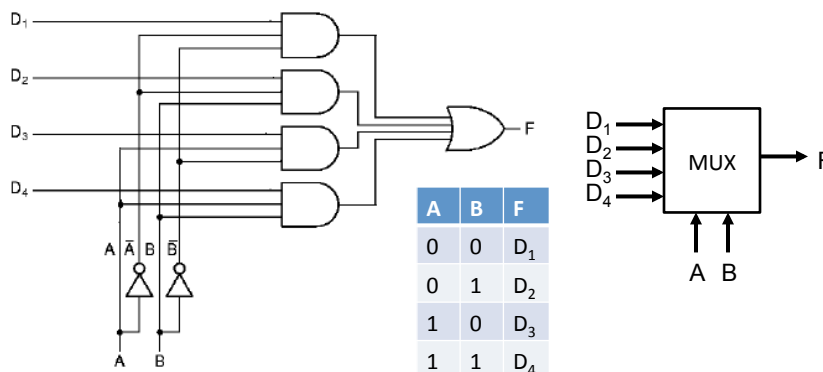 D₁
D₂
D₃
D₄
F
A Ā B B̄
A B
A B F
0 0 D₁
0 1 D₂
1 0 D₃
1 1 D₄
D₁
D₂
D₃
D₄
MUX
F
A B